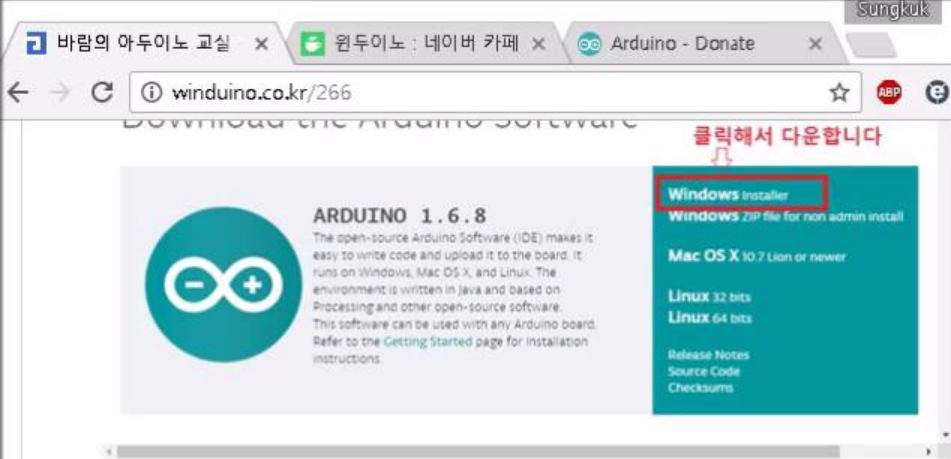 Sungkuk
바람의 아두이노 교실
윈두이노 : 네이버 카페
Arduino - Donate
winduino.co.kr/266
ABP
Download the Arduino Software
클릭해서 다운합니다
ARDUINO 1.6.8
The open-source Arduino Software (IDE) makes it
easy to write code and upload it to the board. It
runs on Windows, Mac OS X, and Linux. The
environment is written in Java and based on
Processing and other open-source software.
This software can be used with any Arduino board.
Refer to the Getting Started page for Installation
instructions.
Windows Installer
Windows ZIP file for non admin install
Mac OS X 10.7 Lion or newer
Linux 32 bits
Linux 64 bits
Release Notes
Source Code
Checksums